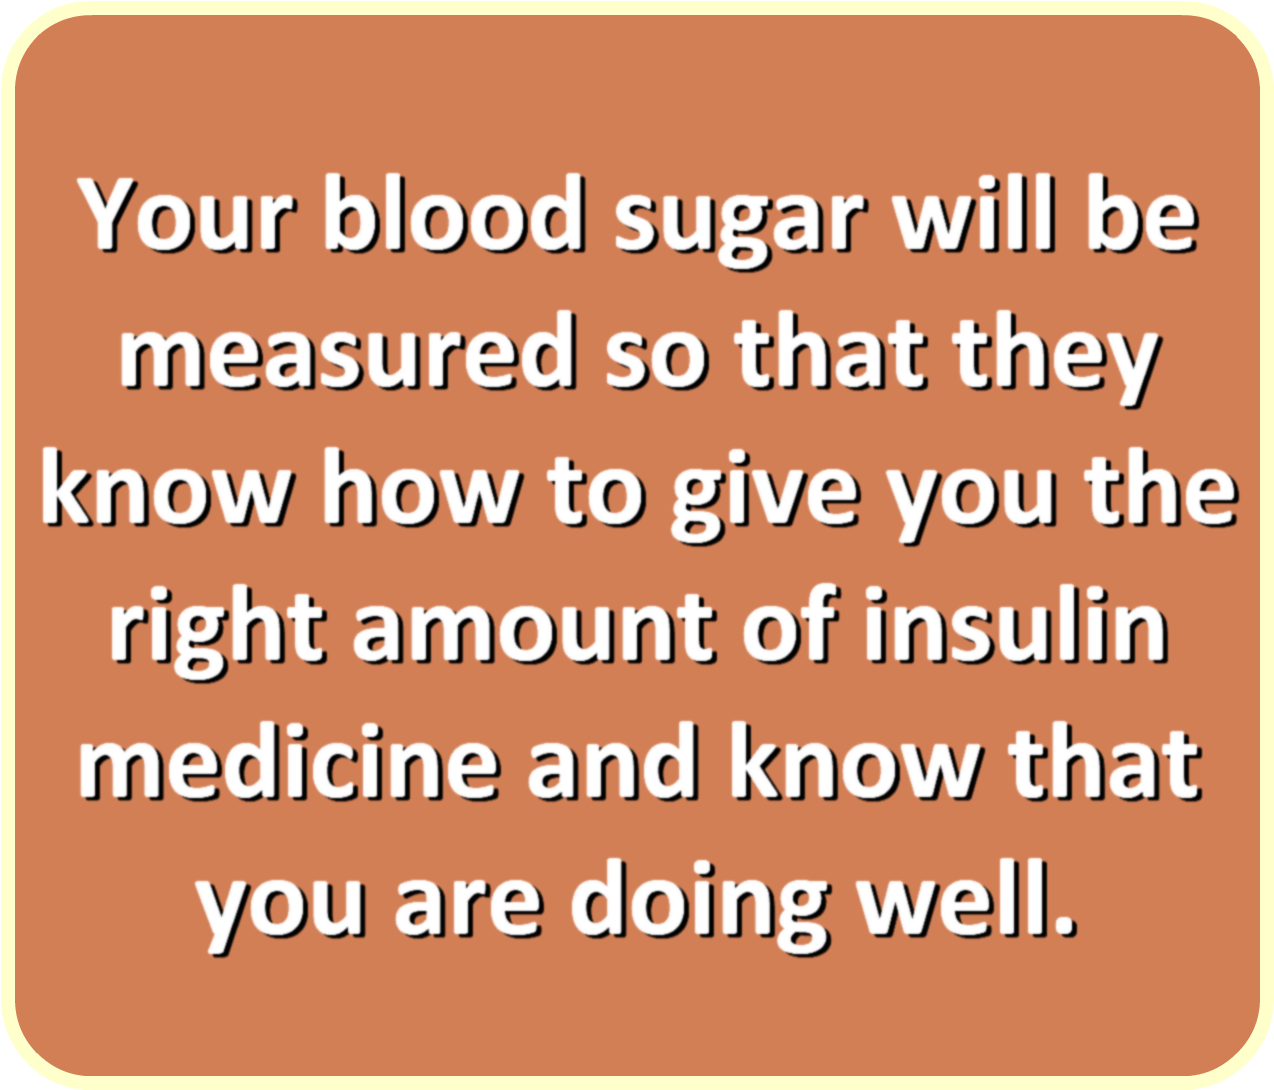 Your blood sugar will be
measured so that they
know how to give you the
right amount of insulin
medicine and know that
you are doing well.